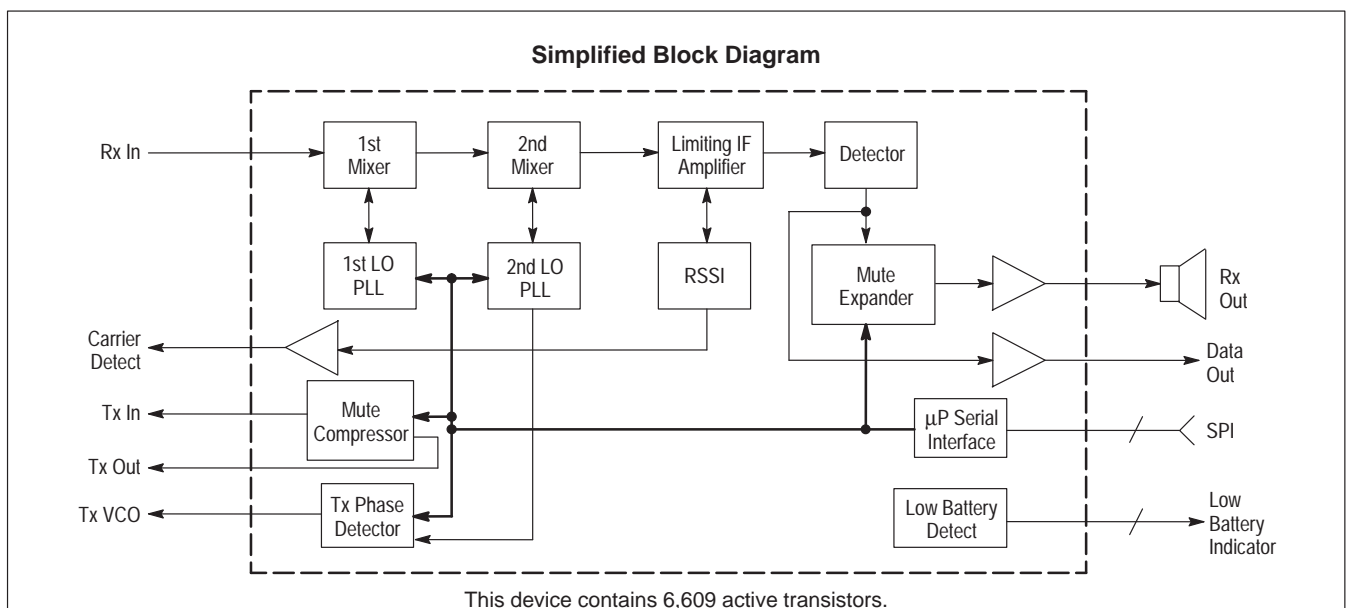 Simplified Block Diagram
Rx In
1st
Mixer
2nd
Mixer
Limiting IF
Amplifier
Detector
1st LO
PLL
2nd LO
PLL
RSSI
Mute
Expander
Rx
Out
Carrier
Detect
Data
Out
Tx In
Mute
Compressor
µP Serial
Interface
SPI
Tx Out
Tx VCO
Tx Phase
Detector
Low Battery
Detect
Low
Battery
Indicator
This device contains 6,609 active transistors.